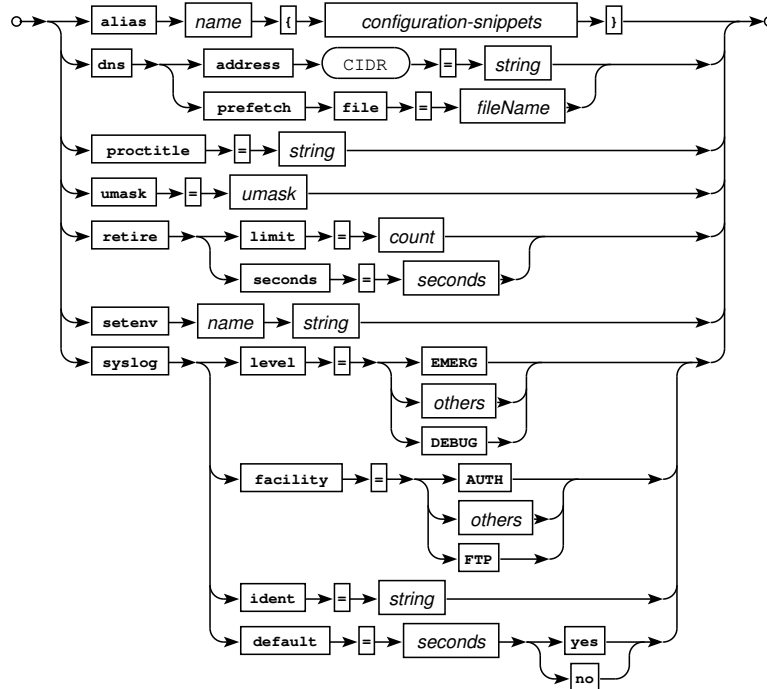 alias name { configuration-snippets }
dns address CIDR = string
prefetch file = fileName
proctitle = string
umask = umask
retire limit = count
seconds = seconds
setenv name string
syslog level = EMERG
others
DEBUG
facility = AUTH
others
FTP
ident = string
default = seconds yes
no